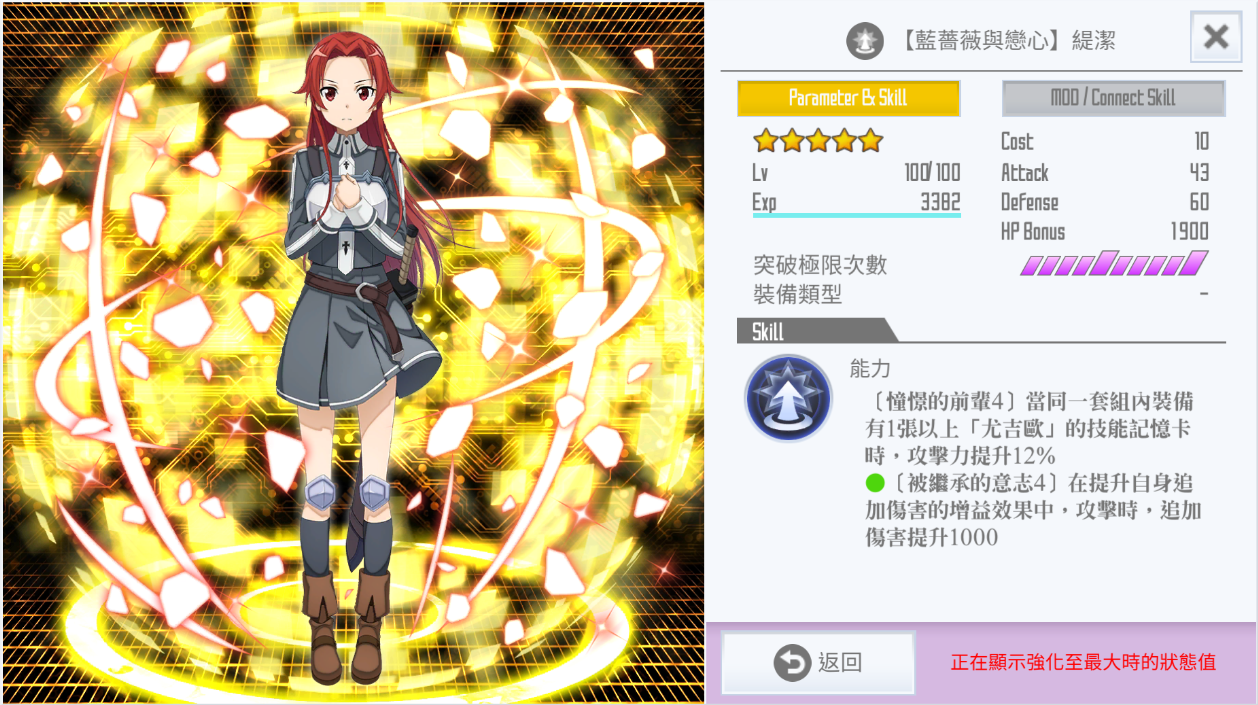 【藍薔薇與戀心】緹潔
Parameter & Skill
MOD / Connect Skill
Lv 100/100
Exp 3382
Cost 10
Attack 43
Defense 60
HP Bonus 1900
突破極限次數
裝備類型 -
Skill
能力
〔憧憬的前輩4〕當同一套組內裝備
有1張以上「尤吉歐」的技能記憶卡
時，攻擊力提升12%
〔被繼承的意志4〕在提升自身追
加傷害的增益效果中，攻擊時，追加
傷害提升1000
返回
正在顯示強化至最大時的狀態值